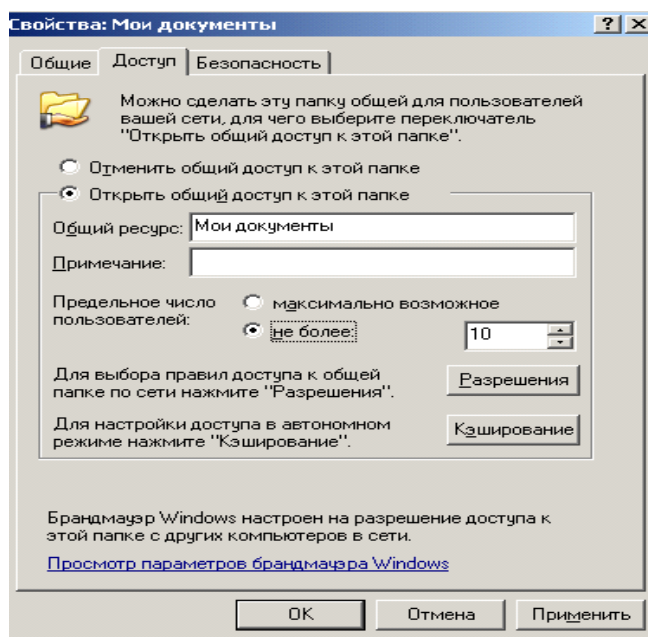 Свойства: Мои документы
Общие Доступ Безопасность
Можно сделать эту папку общей для пользователей
вашей сети, для чего выберите переключатель
"Открыть общий доступ к этой папке".
Отменить общий доступ к этой папке
Открыть общий доступ к этой папке
Общий ресурс: Мои документы
Примечание:
Предельное число
пользователей:
максимально возможное
не более: 10
Для выбора правил доступа к общей
папке по сети нажмите "Разрешения".
Разрешения
Для настройки доступа в автономном
режиме нажмите "Кэширование".
Кэширование
Брандмауэр Windows настроен на разрешение доступа к
этой папке с других компьютеров в сети.
Просмотр параметров брандмауэра Windows
OK Отмена Применить